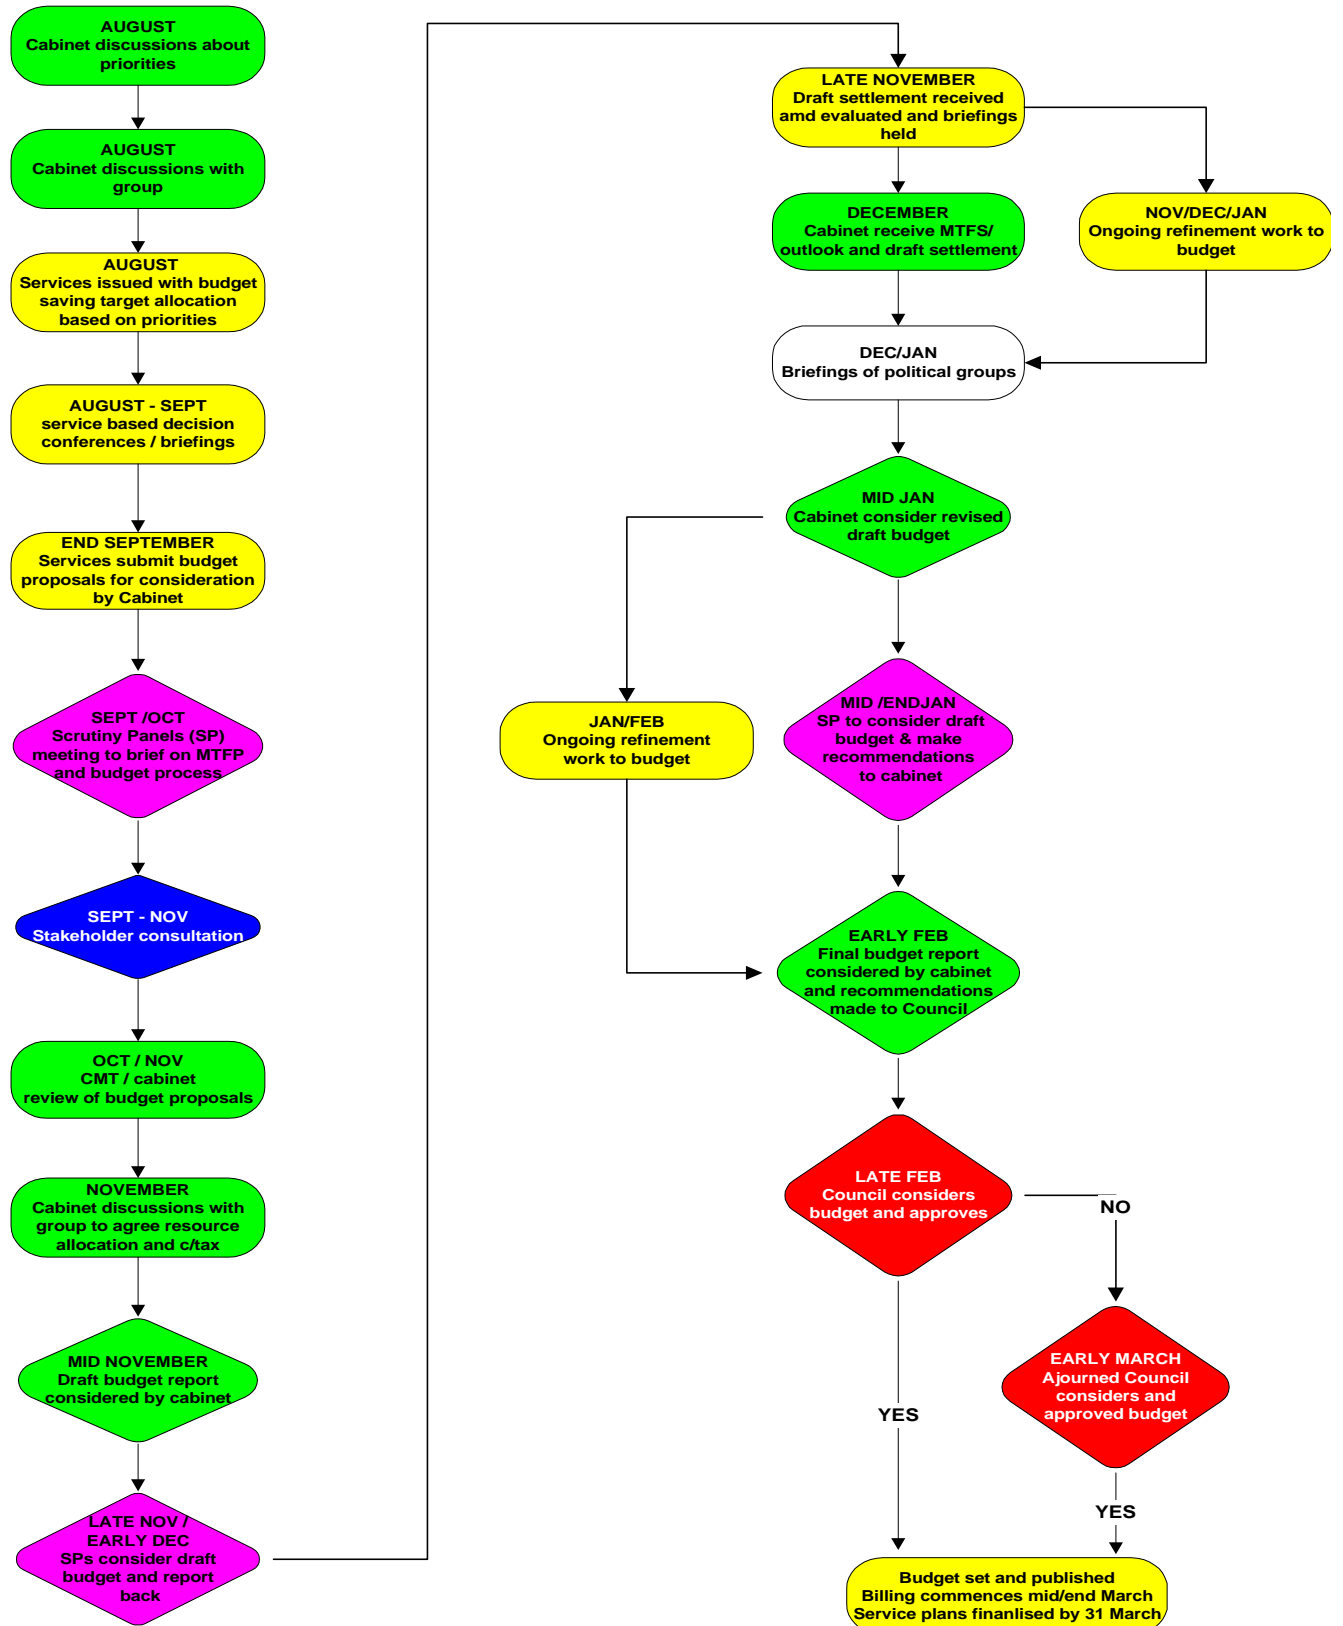 AUGUST
Cabinet discussions about
priorities
AUGUST
Cabinet discussions with
group
AUGUST
Services issued with budget
saving target allocation
based on priorities
AUGUST - SEPT
service based decision
conferences / briefings
END SEPTEMBER
Services submit budget
proposals for consideration
by Cabinet
SEPT /OCT
Scrutiny Panels (SP)
meeting to brief on MTFP
and budget process
SEPT - NOV
Stakeholder consultation
OCT / NOV
CMT / cabinet
review of budget proposals
NOVEMBER
Cabinet discussions with
group to agree resource
allocation and c/tax
MID NOVEMBER
Draft budget report
considered by cabinet
LATE NOV /
EARLY DEC
SPs consider draft
budget and report
back
LATE NOVEMBER
Draft settlement received
amd evaluated and briefings
held
DECEMBER
Cabinet receive MTFS/
outlook and draft settlement
NOV/DEC/JAN
Ongoing refinement work to
budget
DEC/JAN
Briefings of political groups
MID JAN
Cabinet consider revised
draft budget
JAN/FEB
Ongoing refinement
work to budget
MID /ENDJAN
SP to consider draft
budget & make
recommendations
to cabinet
EARLY FEB
Final budget report
considered by cabinet
and recommendations
made to Council
LATE FEB
Council considers
budget and approves
NO
EARLY MARCH
Ajourned Council
considers and
approved budget
YES
YES
Budget set and published
Billing commences mid/end March
Service plans finanlised by 31 March